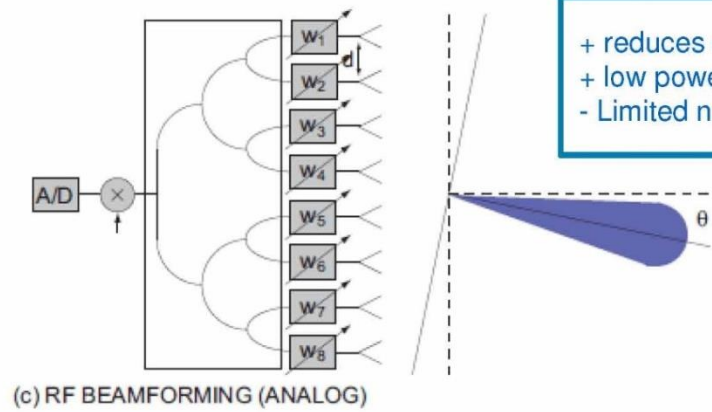 W1
d
W2
W3
W4
A/D
×
W5
W6
W7
W8
θ
+ reduces
+ low powe
- Limited n
(c) RF BEAMFORMING (ANALOG)